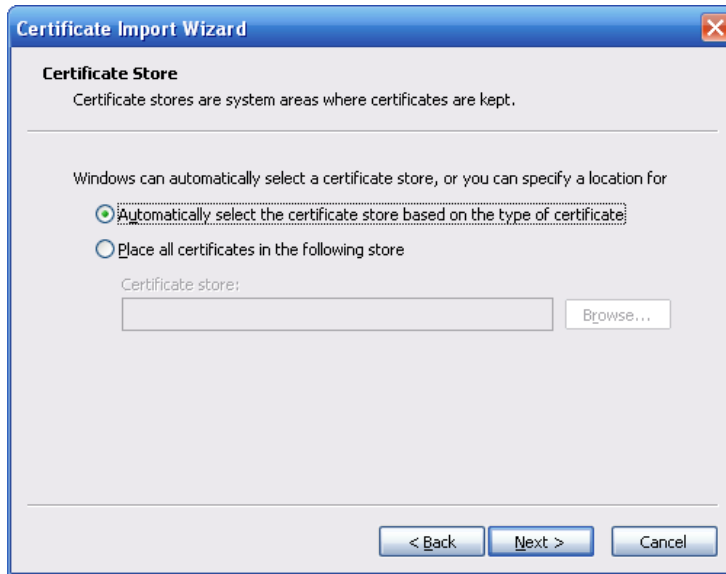 Certificate Import Wizard
Certificate Store
Certificate stores are system areas where certificates are kept.
Windows can automatically select a certificate store, or you can specify a location for
Automatically select the certificate store based on the type of certificate
Place all certificates in the following store
Certificate store:
Browse...
< Back Next > Cancel